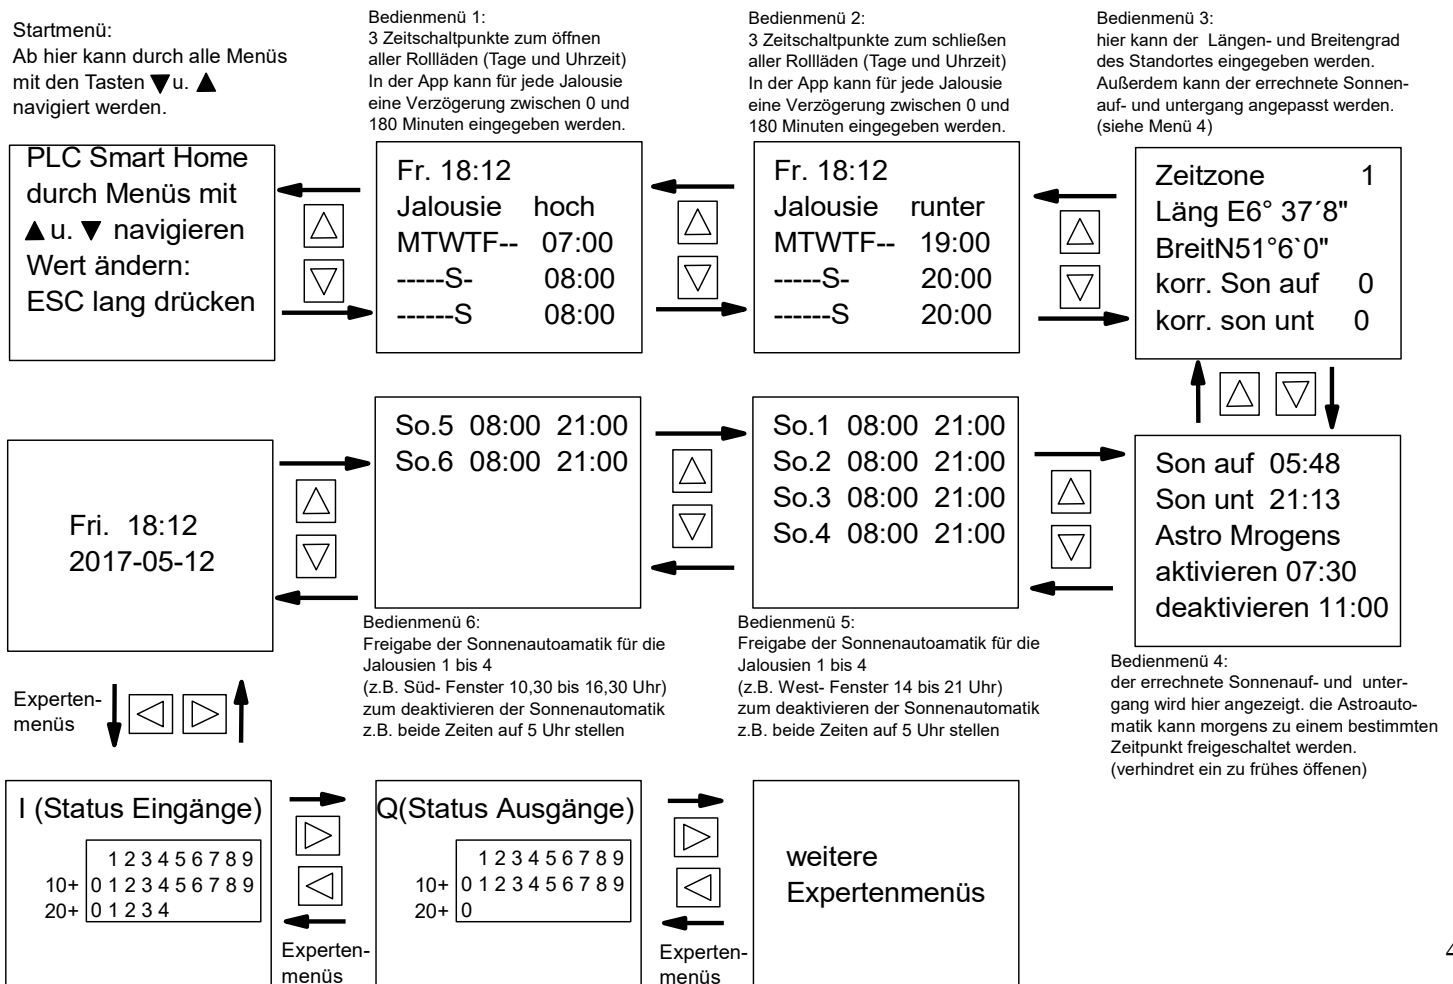 Startmenü:
Ab hier kann durch alle Menüs
mit den Tasten ▼u. ▲
navigiert werden.
PLC Smart Home
durch Menüs mit
▲u. ▼ navigieren
Wert ändern:
ESC lang drücken
Bedienmenü 1:
3 Zeitschaltpunkte zum öffnen
aller Rollläden (Tage und Uhrzeit)
In der App kann für jede Jalousie
eine Verzögerung zwischen 0 und
180 Minuten eingegeben werden.
Fr. 18:12
Jalousie hoch
MTWTF-- 07:00
-----S- 08:00
------S 08:00
Bedienmenü 2:
3 Zeitschaltpunkte zum schließen
aller Rollläden (Tage und Uhrzeit)
In der App kann für jede Jalousie
eine Verzögerung zwischen 0 und
180 Minuten eingegeben werden.
Fr. 18:12
Jalousie runter
MTWTF-- 19:00
-----S- 20:00
------S 20:00
Bedienmenü 3:
hier kann der Längen- und Breitengrad
des Standortes eingegeben werden.
Außerdem kann der errechnete Sonnen-
auf- und untergang angepasst werden.
(siehe Menü 4)
Zeitzone 1
Läng E6° 37´8"
BreitN51°6`0"
korr. Son auf 0
korr. son unt 0
Son auf 05:48
Son unt 21:13
Astro Mrogens
aktivieren 07:30
deaktivieren 11:00
Bedienmenü 4:
der errechnete Sonnenauf- und unter-
gang wird hier angezeigt. die Astroauto-
matik kann morgens zu einem bestimmten
Zeitpunkt freigeschaltet werden.
(verhindret ein zu frühes öffenen)
So.1 08:00 21:00
So.2 08:00 21:00
So.3 08:00 21:00
So.4 08:00 21:00
Bedienmenü 5:
Freigabe der Sonnenautoamatik für die
Jalousien 1 bis 4
(z.B. West- Fenster 14 bis 21 Uhr)
zum deaktivieren der Sonnenautomatik
z.B. beide Zeiten auf 5 Uhr stellen
So.5 08:00 21:00
So.6 08:00 21:00
Bedienmenü 6:
Freigabe der Sonnenautoamatik für die
Jalousien 1 bis 4
(z.B. Süd- Fenster 10,30 bis 16,30 Uhr)
zum deaktivieren der Sonnenautomatik
z.B. beide Zeiten auf 5 Uhr stellen
Fri. 18:12
2017-05-12
Experten-
menüs
I (Status Eingänge)
1 2 3 4 5 6 7 8 9
10+ 0 1 2 3 4 5 6 7 8 9
20+ 0 1 2 3 4
Experten-
menüs
Q(Status Ausgänge)
1 2 3 4 5 6 7 8 9
10+ 0 1 2 3 4 5 6 7 8 9
20+ 0
Experten-
menüs
weitere
Expertenmenüs
4